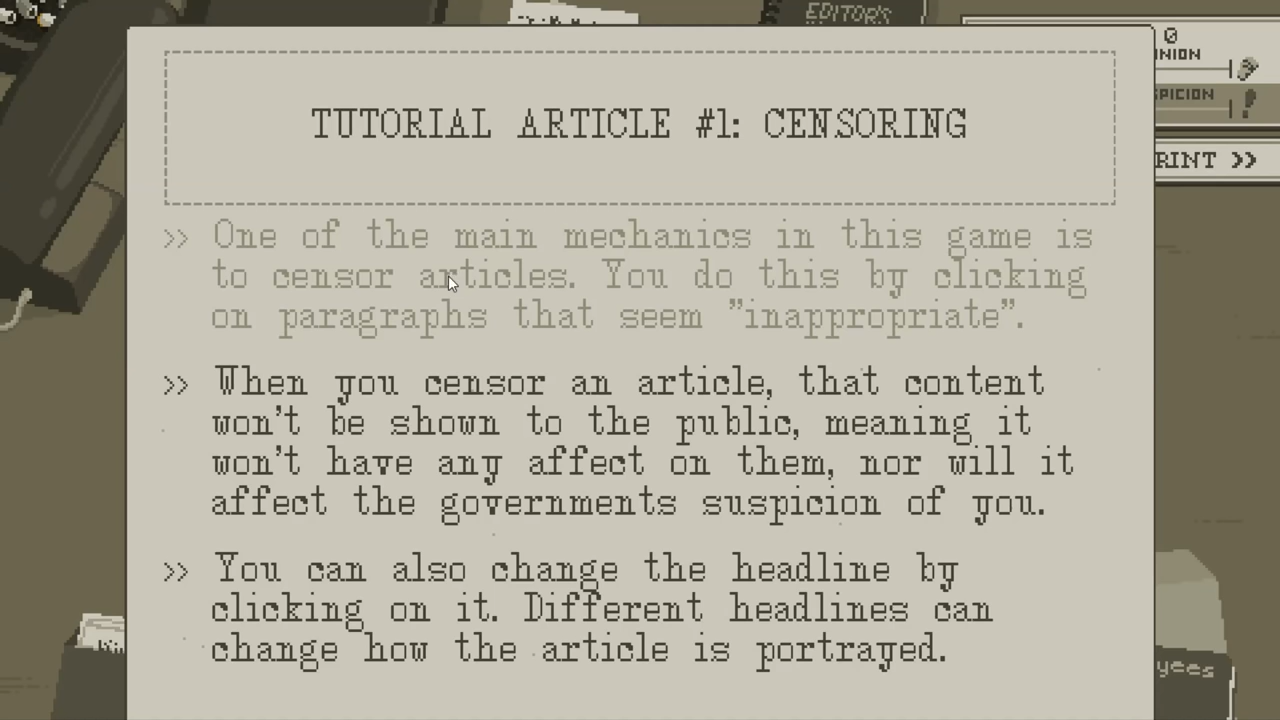 EDITOR'S
0
TUTORIAL ARTICLE #1: CENSORING
>> One of the main mechanics in this game is
to censor articles. You do this by clicking
on paragraphs that seem "inappropriate".
>> When you censor an article, that content
won't be shown to the public, meaning it
won't have any affect on them, nor will it
affect the governments suspicion of you.
>> You can also change the headline by
clicking on it. Different headlines can
change how the article is portrayed.
NION
PICION
RINT >>
yees